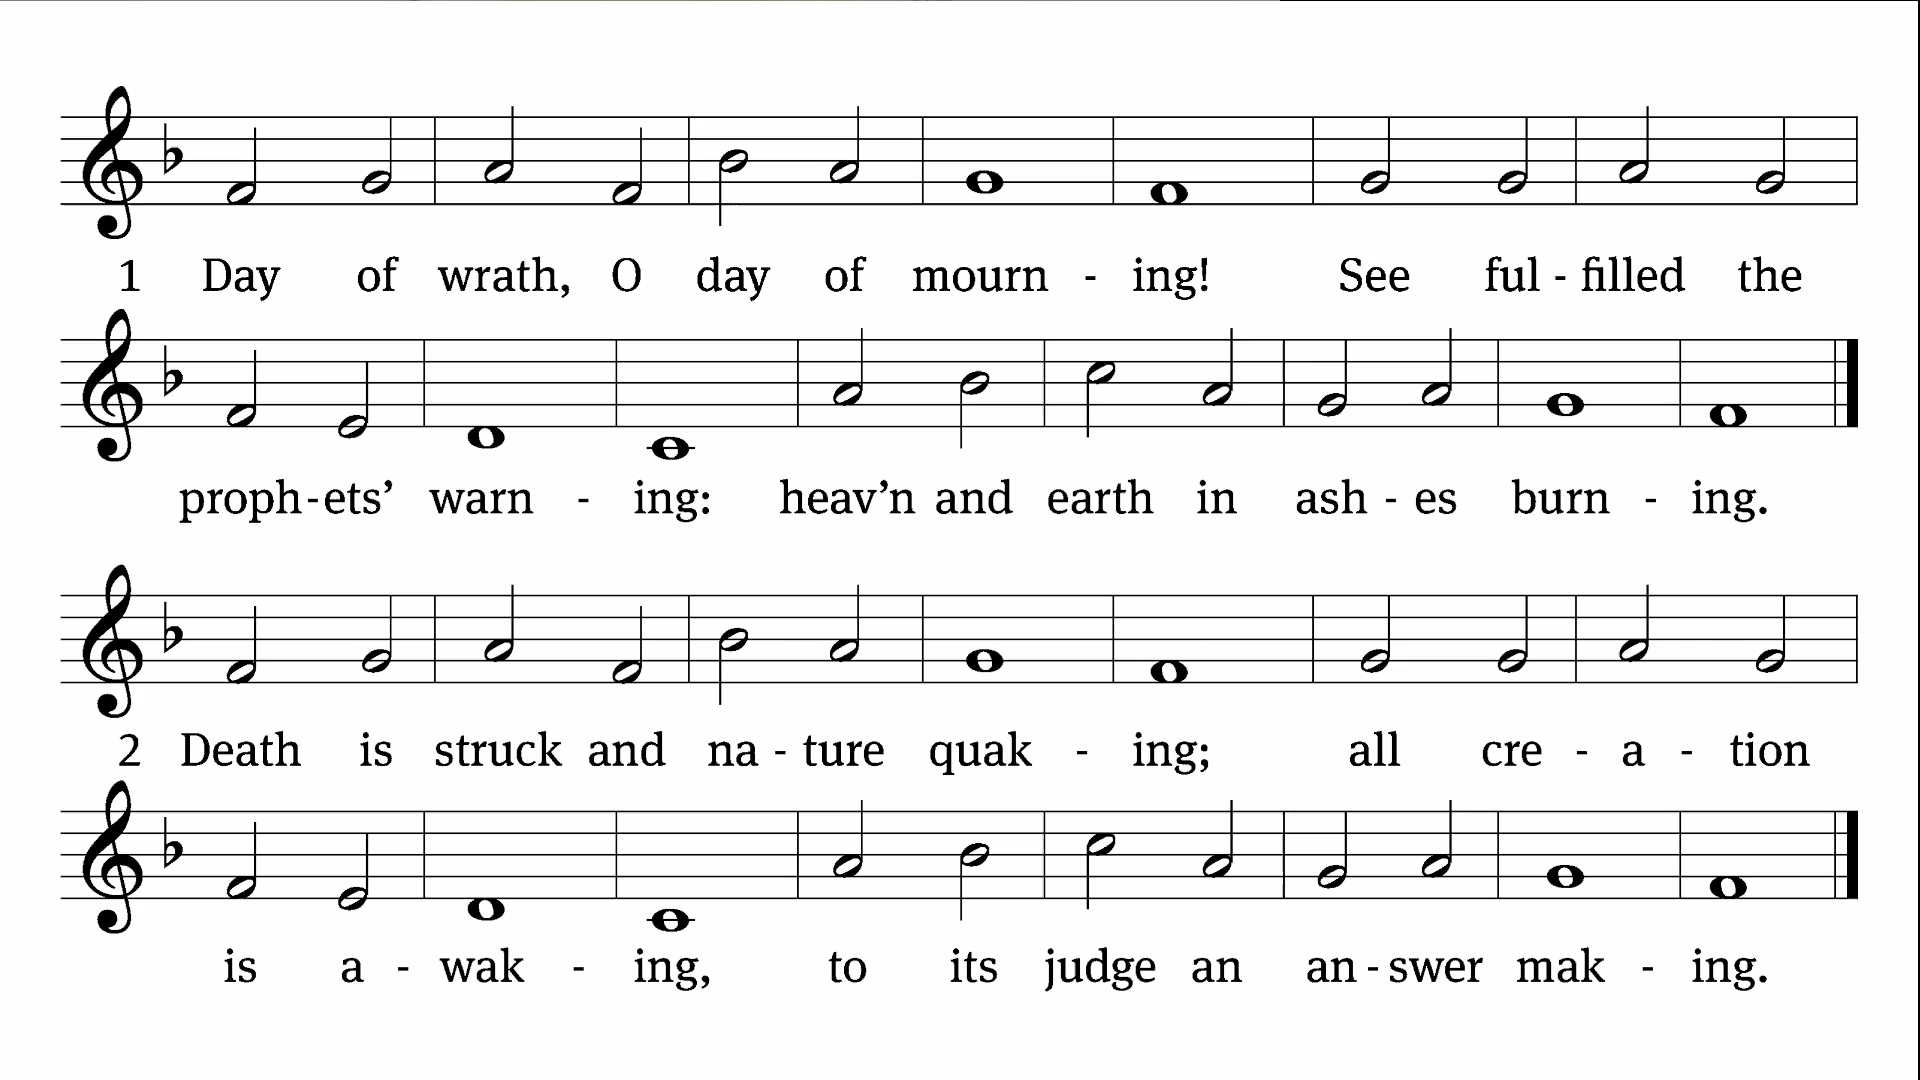 1 Day of wrath, O day of mourn - ing! See ful - filled the
proph - ets’ warn - ing: heav’n and earth in ash - es burn - ing.
2 Death is struck and na - ture quak - ing; all cre - a - tion
is a - wak - ing, to its judge an an - swer mak - ing.